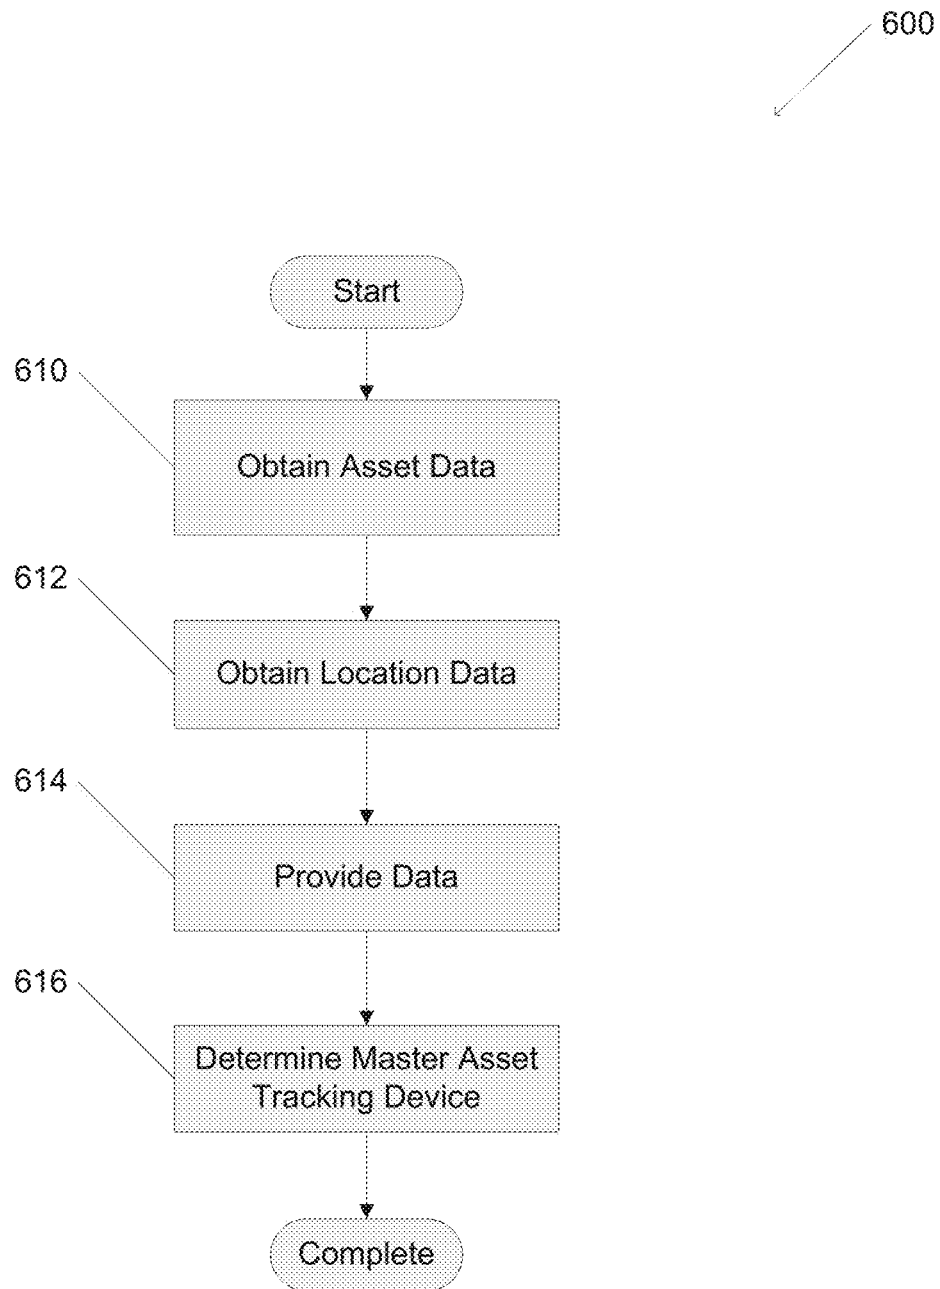 600
Start
610
Obtain Asset Data
612
Obtain Location Data
614
Provide Data
616
Determine Master Asset
Tracking Device
Complete